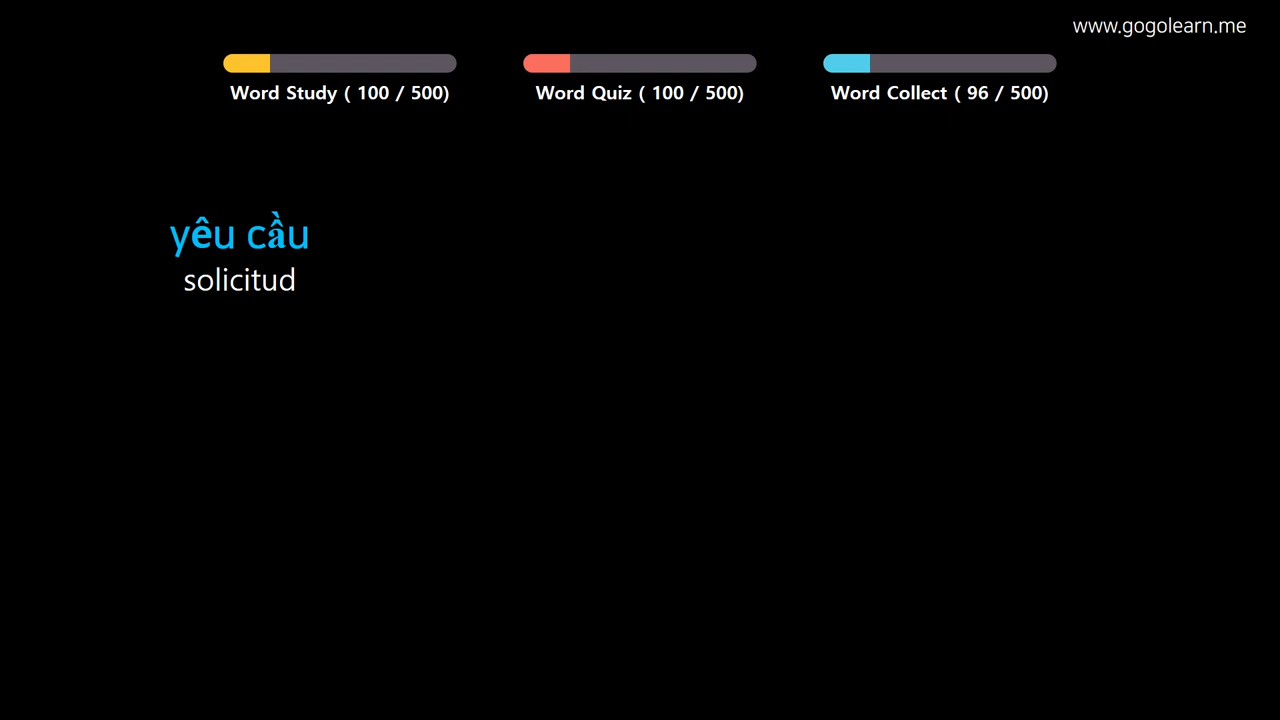 www.gogolearn.me
Word Study ( 100 / 500)
Word Quiz ( 100 / 500)
Word Collect ( 96 / 500)
yêu cầu
solicitud